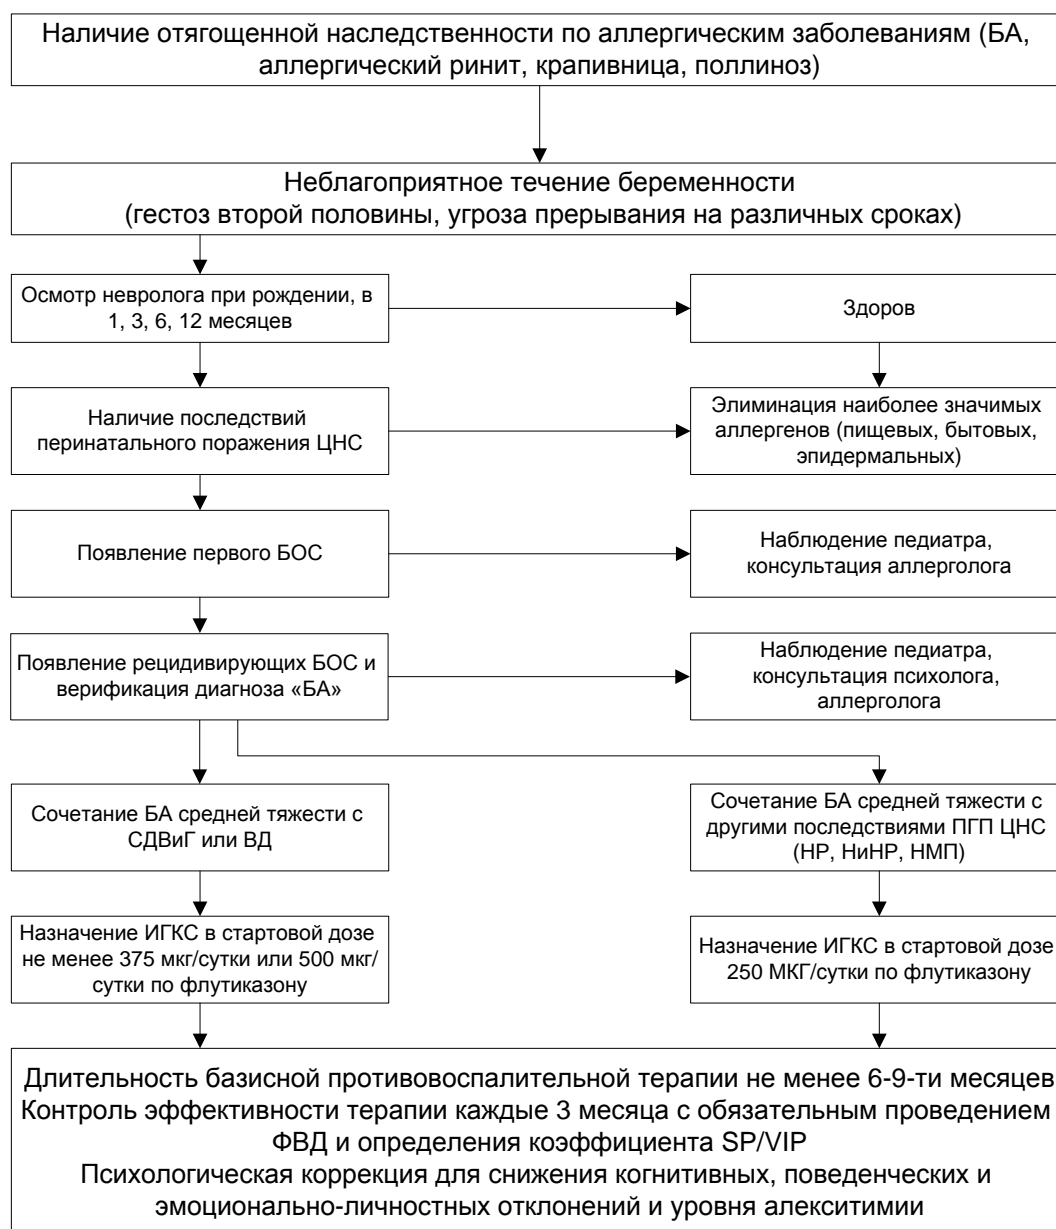 Наличие отягощенной наследственности по аллергическим заболеваниям (БА,
аллергический ринит, крапивница, поллиноз)
Неблагоприятное течение беременности
(гестоз второй половины, угроза прерывания на различных сроках)
Осмотр невролога при рождении, в
1, 3, 6, 12 месяцев
Здоров
Наличие последствий
перинатального поражения ЦНС
Элиминация наиболее значимых
аллергенов (пищевых, бытовых,
эпидермальных)
Появление первого БОС
Наблюдение педиатра,
консультация аллерголога
Появление рецидивирующих БОС и
верификация диагноза «БА»
Наблюдение педиатра,
консультация психолога,
аллерголога
Сочетание БА средней тяжести с
СДВиГ или ВД
Сочетание БА средней тяжести с
другими последствиями ПГП ЦНС
(НР, НиНР, НМП)
Назначение ИГКС в стартовой дозе
не менее 375 мкг/сутки или 500 мкг/
сутки по флутиказону
Назначение ИГКС в стартовой дозе
250 МКГ/сутки по флутиказону
Длительность базисной противовоспалительной терапии не менее 6-9-ти месяцев
Контроль эффективности терапии каждые 3 месяца с обязательным проведением
ФВД и определения коэффициента SP/VIP
Психологическая коррекция для снижения когнитивных, поведенческих и
эмоционально-личностных отклонений и уровня алекситимии